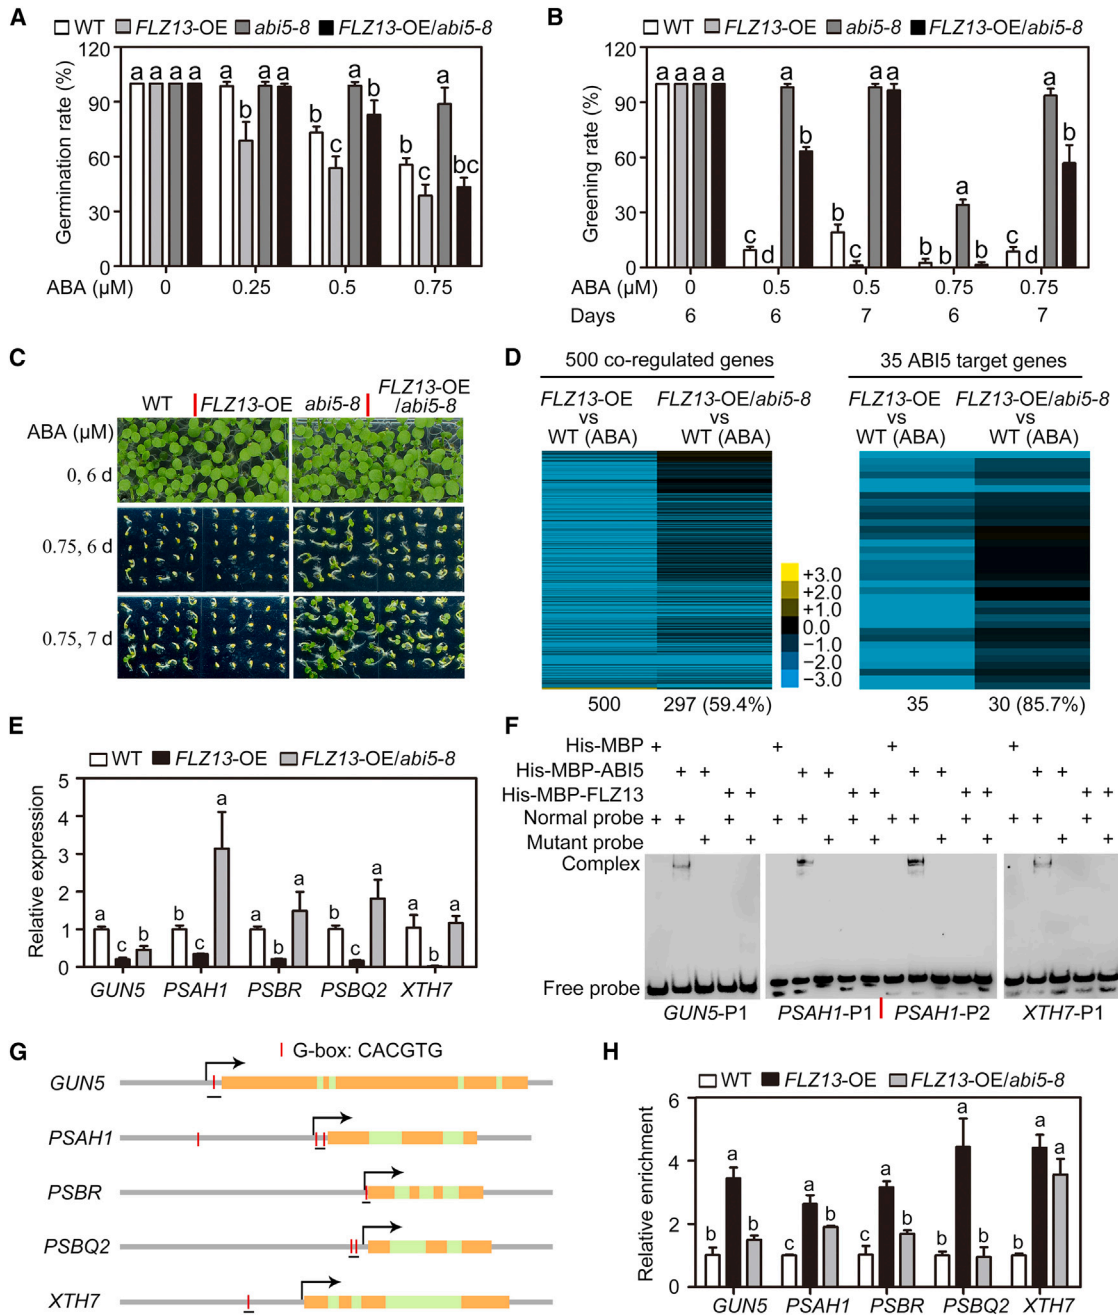 A
WT FLZ13-OE abi5-8 FLZ13-OE/abi5-8
Germination rate (%)
120
90
60
30
0
a a a a
a b a a
b c a b
b c a bc
ABA (μM) 0 0.25 0.5 0.75
B
WT FLZ13-OE abi5-8 FLZ13-OE/abi5-8
Greening rate (%)
120
90
60
30
0
a a a a
c d a b
b c a a
b b a b
c d a b
ABA (μM) 0 0.5 0.5 0.75 0.75
Days 6 6 7 6 7
C
WT FLZ13-OE abi5-8 FLZ13-OE
/abi5-8
ABA (μM)
0, 6 d
0.75, 6 d
0.75, 7 d
D
500 co-regulated genes
FLZ13-OE FLZ13-OE/abi5-8
vs vs
WT (ABA) WT (ABA)
500 297 (59.4%)
+3.0
+2.0
+1.0
0.0
−1.0
−2.0
−3.0
35 ABI5 target genes
FLZ13-OE FLZ13-OE/abi5-8
vs vs
WT (ABA) WT (ABA)
35 30 (85.7%)
E
WT FLZ13-OE FLZ13-OE/abi5-8
Relative expression
5
4
3
2
1
0
a c b
b c a
a b a
b c a
a b a
GUN5 PSAH1 PSBR PSBQ2 XTH7
F
His-MBP + + + +
His-MBP-ABI5 + + + + + + + +
His-MBP-FLZ13 + + + + + + + +
Normal probe + + + + + + + + + + + +
Mutant probe + + + + + + + +
Complex
Free probe
GUN5-P1 PSAH1-P1 PSAH1-P2 XTH7-P1
G
G-box: CACGTG
GUN5
PSAH1
PSBR
PSBQ2
XTH7
H
WT FLZ13-OE FLZ13-OE/abi5-8
Relative enrichment
6
4
2
0
b a b
c a b
c a b
b a b
b a a
GUN5 PSAH1 PSBR PSBQ2 XTH7